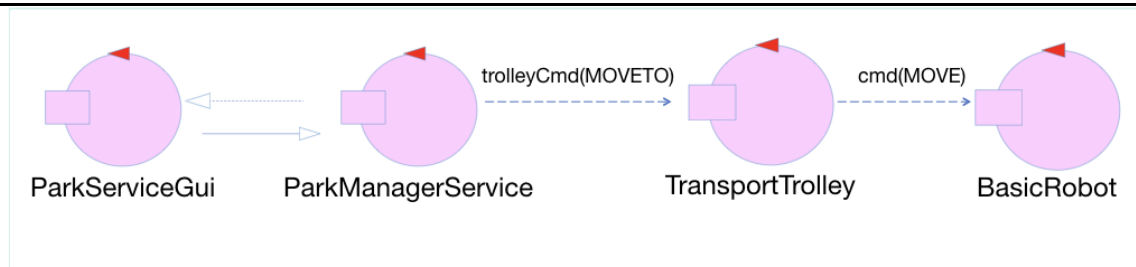 trolleyCmd(MOVETO)
cmd(MOVE)
ParkServiceGui
ParkManagerService
TransportTrolley
BasicRobot